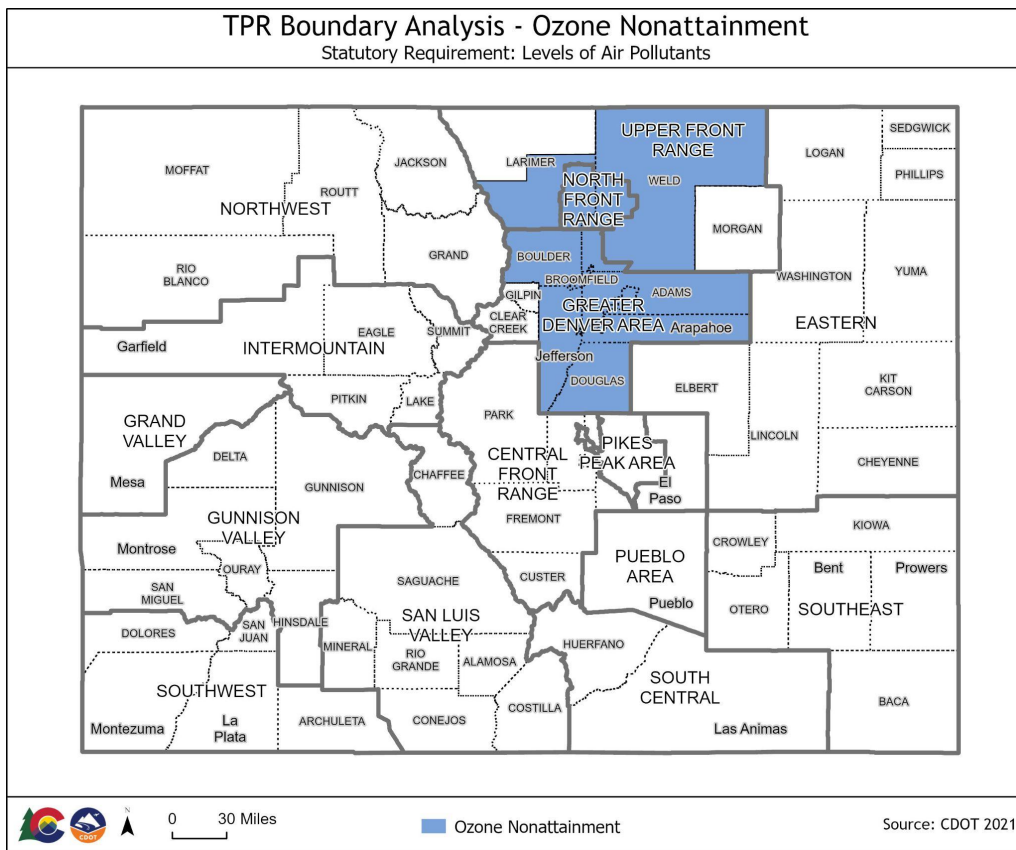 TPR Boundary Analysis - Ozone Nonattainment
Statutory Requirement: Levels of Air Pollutants
MOFFAT
ROUTT
NORTHWEST
JACKSON
GRAND
RIO
BLANCO
LARIMER
UPPER FRONT
RANGE
WELD
NORTH
FRONT
RANGE
MORGAN
LOGAN
SEDGWICK
PHILLIPS
WASHINGTON
YUMA
EASTERN
BOULDER
BROOMFIELD
ADAMS
GILPIN
CLEAR
CREEK
GREATER
DENVER AREA
Arapahoe
Jefferson
DOUGLAS
Garfield
EAGLE
SUMMIT
INTERMOUNTAIN
PITKIN
LAKE
PARK
ELBERT
KIT
CARSON
LINCOLN
CHEYENNE
GRAND
VALLEY
Mesa
DELTA
GUNNISON
CHAFFEE
CENTRAL
FRONT
RANGE
PIKES
PEAK AREA
El
Paso
FREMONT
GUNNISON
VALLEY
Montrose
OURAY
SAN
MIGUEL
SAGUACHE
CUSTER
PUEBLO
AREA
Pueblo
CROWLEY
KIOWA
Bent
Prowers
OTERO
SOUTHEAST
DOLORES
SAN
JUAN
HINSDALE
MINERAL
SAN LUIS
VALLEY
RIO
GRANDE
ALAMOSA
HUERFANO
SOUTHWEST
SOUTH
CENTRAL
Montezuma
La
Plata
ARCHULETA
CONEJOS
COSTILLA
Las Animas
BACA
CDOT
N
0 30 Miles
Ozone Nonattainment
Source: CDOT 2021